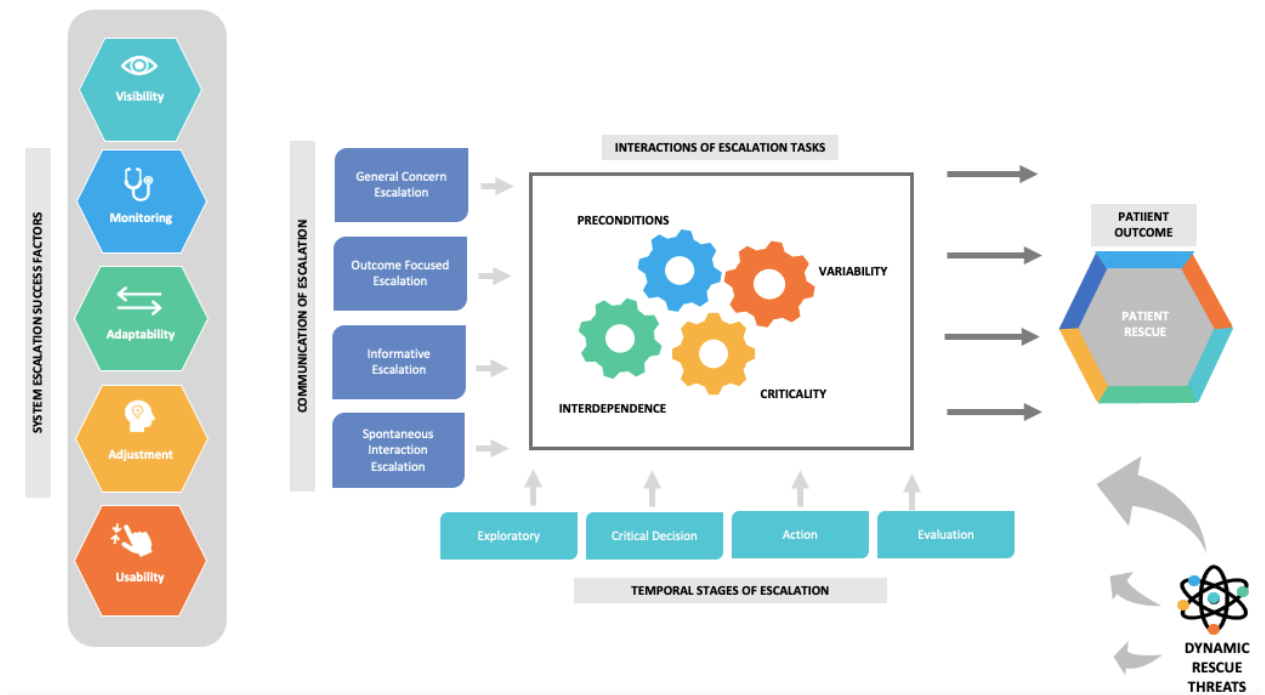 SYSTEM ESCALATION SUCCESS FACTORS
Visibility
Monitoring
Adaptability
Adjustment
Usability
COMMUNICATION OF ESCALATION
General Concern
Escalation
Outcome Focused
Escalation
Informative
Escalation
Spontaneous
Interaction
Escalation
INTERACTIONS OF ESCALATION TASKS
PRECONDITIONS
VARIABILITY
INTERDEPENDENCE
CRITICALITY
Exploratory
Critical Decision
Action
Evaluation
TEMPORAL STAGES OF ESCALATION
PATIIENT
OUTCOME
PATIENT
RESCUE
DYNAMIC
RESCUE
THREATS